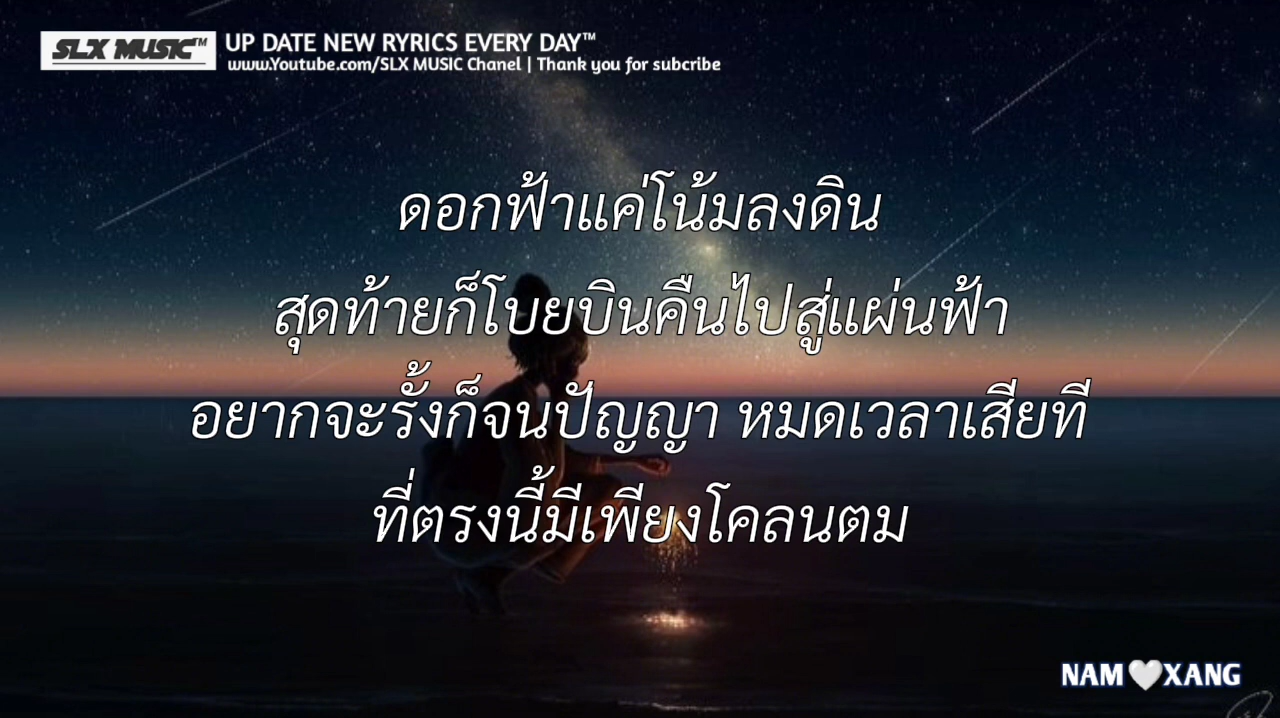 SLX MUSIC™
UP DATE NEW RYRICS EVERY DAY™
www.Youtube.com/SLX MUSIC Chanel | Thank you for subcribe
ดอกฟ้าแค่โน้มลงดิน
สุดท้ายก็โบยบินคืนไปสู่แผ่นฟ้า
อยากจะรั้งก็จนปัญญา หมดเวลาเสียที
ที่ตรงนี้มีเพียงโคลนตม
NAM🤍XANG